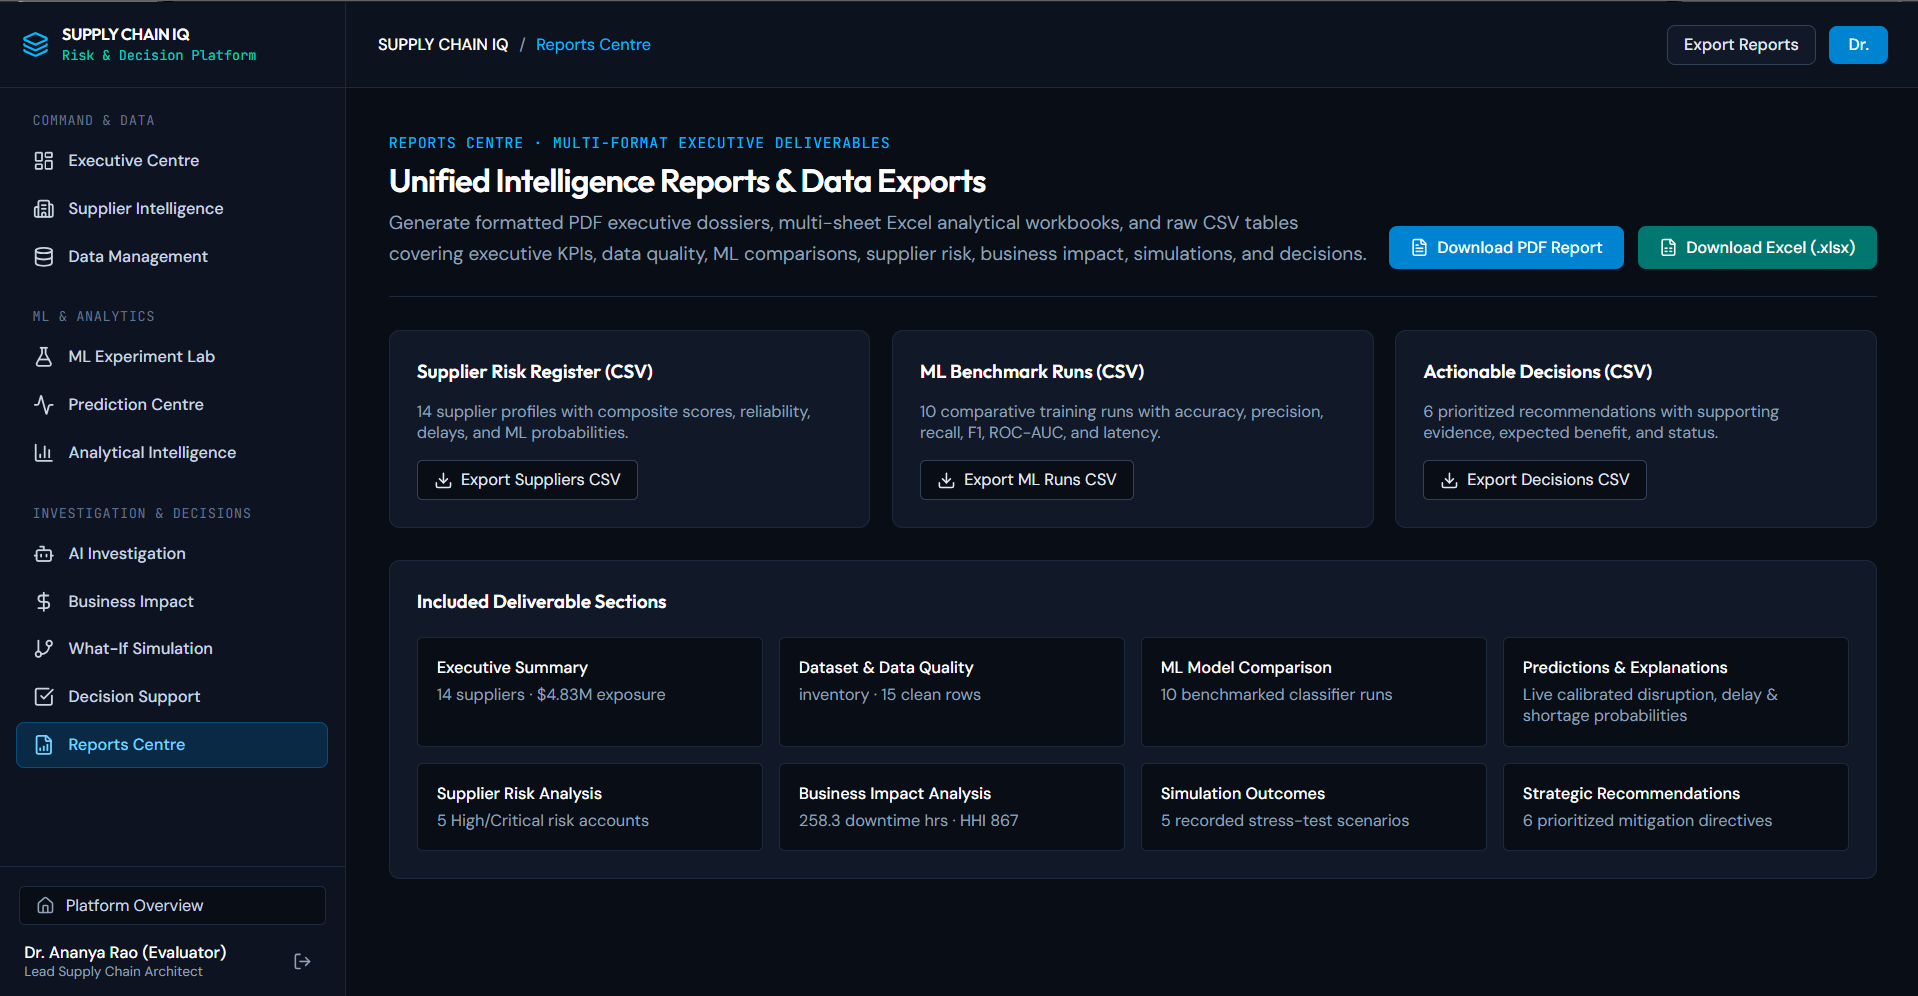 SUPPLY CHAIN IQ
Risk & Decision Platform
COMMAND & DATA
Executive Centre
Supplier Intelligence
Data Management
ML & ANALYTICS
ML Experiment Lab
Prediction Centre
Analytical Intelligence
INVESTIGATION & DECISIONS
AI Investigation
Business Impact
What-If Simulation
Decision Support
Reports Centre
Platform Overview
Dr. Ananya Rao (Evaluator)
Lead Supply Chain Architect
SUPPLY CHAIN IQ / Reports Centre
Export Reports
Dr.
REPORTS CENTRE · MULTI-FORMAT EXECUTIVE DELIVERABLES
Unified Intelligence Reports & Data Exports
Generate formatted PDF executive dossiers, multi-sheet Excel analytical workbooks, and raw CSV tables
covering executive KPIs, data quality, ML comparisons, supplier risk, business impact, simulations, and decisions.
Download PDF Report
Download Excel (.xlsx)
Supplier Risk Register (CSV)
14 supplier profiles with composite scores, reliability,
delays, and ML probabilities.
Export Suppliers CSV
ML Benchmark Runs (CSV)
10 comparative training runs with accuracy, precision,
recall, F1, ROC-AUC, and latency.
Export ML Runs CSV
Actionable Decisions (CSV)
6 prioritized recommendations with supporting
evidence, expected benefit, and status.
Export Decisions CSV
Included Deliverable Sections
Executive Summary
14 suppliers · $4.83M exposure
Dataset & Data Quality
inventory · 15 clean rows
ML Model Comparison
10 benchmarked classifier runs
Predictions & Explanations
Live calibrated disruption, delay &
shortage probabilities
Supplier Risk Analysis
5 High/Critical risk accounts
Business Impact Analysis
258.3 downtime hrs · HHI 867
Simulation Outcomes
5 recorded stress-test scenarios
Strategic Recommendations
6 prioritized mitigation directives